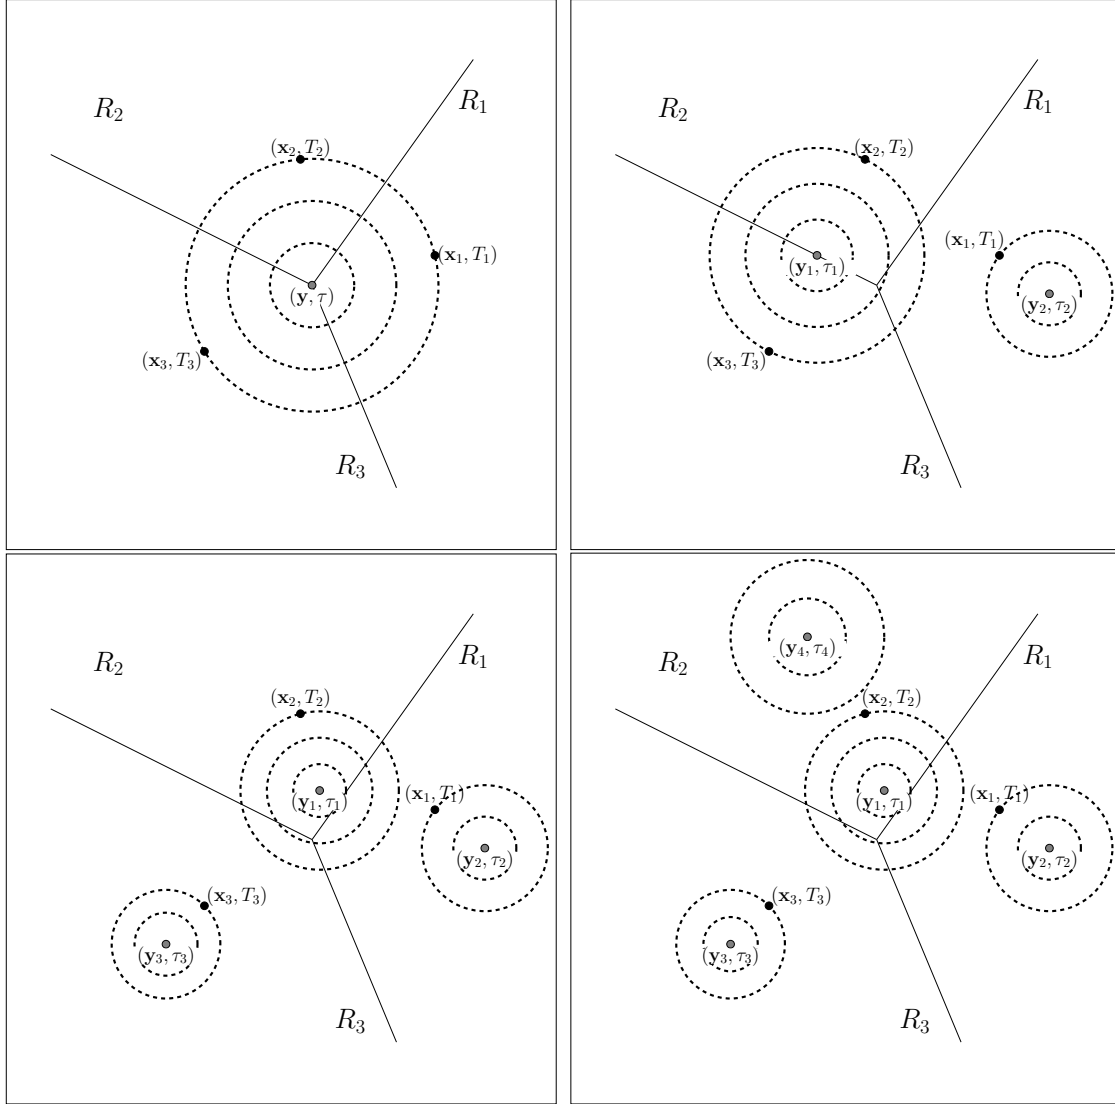 R₂
R₁
(x₂, T₂)
(x₁, T₁)
(y, τ)
(x₃, T₃)
R₃
R₂
R₁
(x₂, T₂)
(x₁, T₁)
(y₁, τ₁)
(y₂, τ₂)
(x₃, T₃)
R₃
R₂
R₁
(x₂, T₂)
(x₁, T₁)
(y₁, τ₁)
(y₂, τ₂)
(x₃, T₃)
(y₃, τ₃)
R₃
(y₄, τ₄)
R₂
R₁
(x₂, T₂)
(x₁, T₁)
(y₁, τ₁)
(y₂, τ₂)
(x₃, T₃)
(y₃, τ₃)
R₃